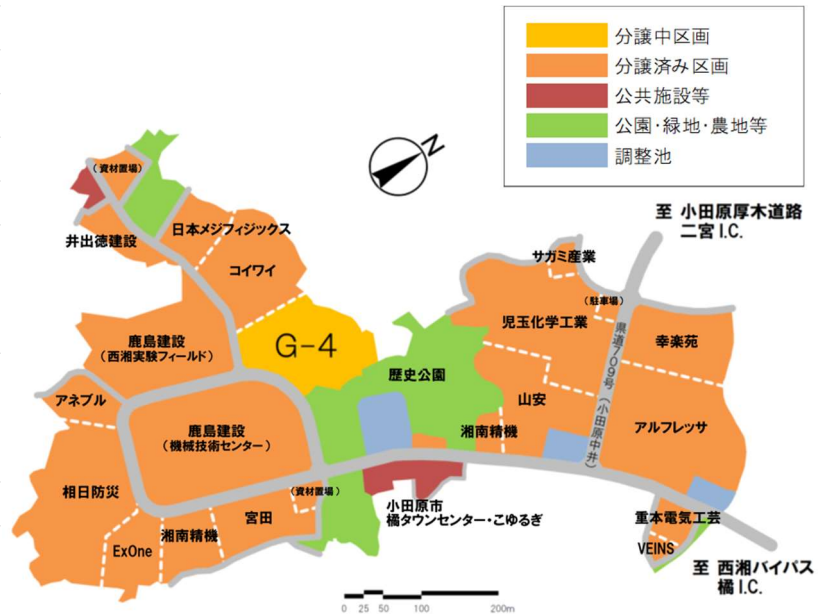 分譲中区画
分譲済み区画
公共施設等
公園・緑地・農地等
調整池
N
(資材置場)
井出徳建設
日本メジフィジックス
コイワイ
至 小田原厚木道路
二宮 I.C.
サガミ産業
(駐車場)
児玉化学工業
県道709号(小田原中井)
幸楽苑
鹿島建設
(西湘実験フィールド)
G-4
歴史公園
アネブル
山安
鹿島建設
(機械技術センター)
湘南精機
アルフレッサ
相日防災
(資材置場)
宮田
湘南精機
ExOne
小田原市
橘タウンセンター・こゆるぎ
重本電気工芸
VEINS
至 西湘バイパス
橘 I.C.
0 25 50 100 200m